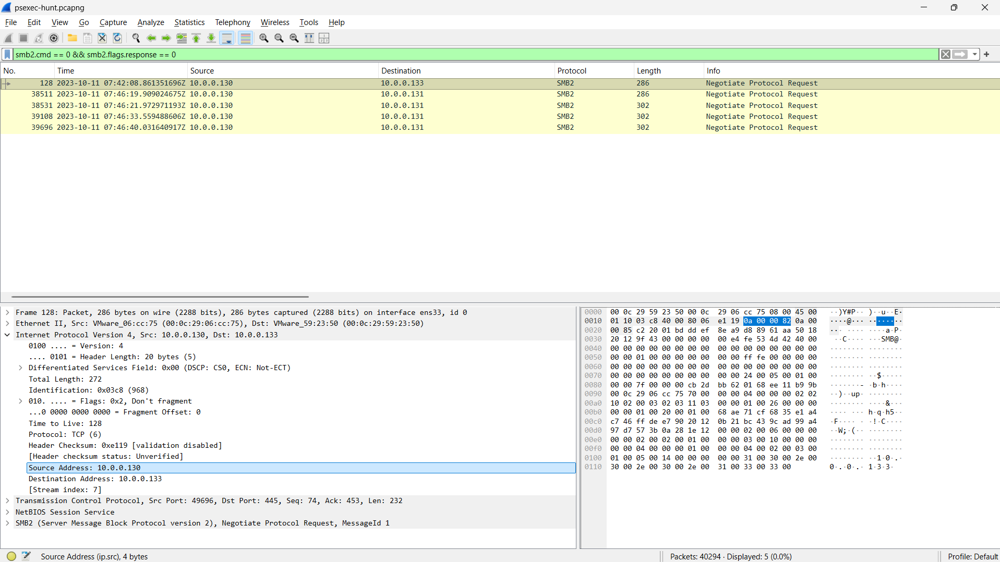 psexec-hunt.pcapng
File Edit View Go Capture Analyze Statistics Telephony Wireless Tools Help
smb2.cmd == 0 && smb2.flags.response == 0
No. Time Source Destination Protocol Length Info
128 2023-10-11 07:42:08.861351696Z 10.0.0.130 10.0.0.133 SMB2 286 Negotiate Protocol Request
38511 2023-10-11 07:46:19.909024675Z 10.0.0.130 10.0.0.131 SMB2 286 Negotiate Protocol Request
38531 2023-10-11 07:46:21.972971193Z 10.0.0.130 10.0.0.131 SMB2 302 Negotiate Protocol Request
39108 2023-10-11 07:46:33.559488606Z 10.0.0.130 10.0.0.131 SMB2 302 Negotiate Protocol Request
39696 2023-10-11 07:46:40.031640917Z 10.0.0.130 10.0.0.131 SMB2 302 Negotiate Protocol Request
Frame 128: Packet, 286 bytes on wire (2288 bits), 286 bytes captured (2288 bits) on interface ens33, id 0
Ethernet II, Src: VMware_06:cc:75 (00:0c:29:06:cc:75), Dst: VMware_59:23:50 (00:0c:29:59:23:50)
Internet Protocol Version 4, Src: 10.0.0.130, Dst: 10.0.0.133
0100 .... = Version: 4
.... 0101 = Header Length: 20 bytes (5)
Differentiated Services Field: 0x00 (DSCP: CS0, ECN: Not-ECT)
Total Length: 272
Identification: 0x03c8 (968)
010. .... = Flags: 0x2, Don't fragment
...0 0000 0000 0000 = Fragment Offset: 0
Time to Live: 128
Protocol: TCP (6)
Header Checksum: 0xe119 [validation disabled]
[Header checksum status: Unverified]
Source Address: 10.0.0.130
Destination Address: 10.0.0.133
[Stream index: 7]
Transmission Control Protocol, Src Port: 49696, Dst Port: 445, Seq: 74, Ack: 453, Len: 232
NetBIOS Session Service
SMB2 (Server Message Block Protocol version 2), Negotiate Protocol Request, MessageId 1
0000 00 0c 29 59 23 50 00 0c 29 06 cc 75 08 00 45 00 ··)Y#P·· )··u··E·
0010 01 10 03 c8 40 00 80 06 e1 19 0a 00 00 82 0a 00 ····@··· ········
0020 00 85 c2 20 01 bd dd ef 8e a9 d8 89 61 aa 50 18 ··· ···· ····a·P·
0030 20 12 9f 43 00 00 00 00 00 e4 fe 53 4d 42 40 00 ··C···· ···SMB@·
0040 00 00 00 00 00 00 00 00 00 00 00 00 00 00 00 00 ········ ········
0050 00 00 01 00 00 00 00 00 00 00 ff fe 00 00 00 00 ········ ········
0060 00 00 00 00 00 00 00 00 00 00 00 00 00 00 00 00 ········ ········
0070 00 00 00 00 00 00 00 00 00 00 24 00 05 00 01 00 ········ ··$·····
0080 00 00 7f 00 00 00 cb 2d bb 62 01 68 ee 11 b9 9b ·······- ·b·h····
0090 00 0c 29 06 cc 75 70 00 00 00 04 00 00 00 02 02 ··)··up· ········
00a0 10 02 00 03 02 03 11 03 00 00 01 00 26 00 00 00 ········ ····&···
00b0 00 00 01 00 20 00 01 00 68 ae 71 cf 68 35 e1 a4 ···· ··· h·q·h5··
00c0 c7 46 ff de e7 90 20 12 0b 21 bc 43 9c ad 99 a4 ·F···· · ·!·C····
00d0 97 d7 57 3b 0a 28 1e 12 00 00 02 00 06 00 00 00 ··W;·(·· ········
00e0 00 00 02 00 02 00 01 00 00 00 03 00 10 00 00 00 ········ ········
00f0 00 00 04 00 00 00 01 00 00 00 04 00 02 00 03 00 ········ ········
0100 01 00 05 00 14 00 00 00 00 00 31 00 30 00 2e 00 ········ ··1·0·.·
0110 30 00 2e 00 30 00 2e 00 31 00 33 00 33 00 0·.·0·.· 1·3·3·
Source Address (ip.src), 4 bytes Packets: 40294 · Displayed: 5 (0.0%) Profile: Default